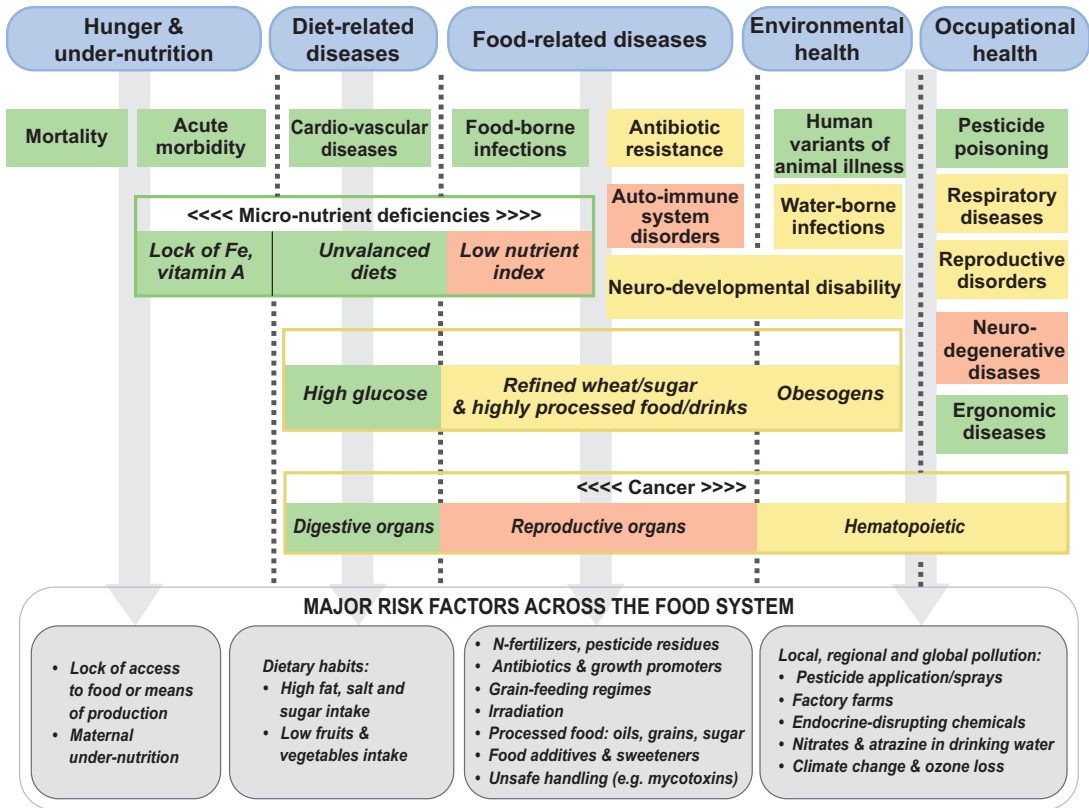 Hunger &
under-nutrition
Diet-related
diseases
Food-related diseases
Environmental
health
Occupational
health
Mortality
Acute
morbidity
Cardio-vascular
diseases
Food-borne
infections
Antibiotic
resistance
Human
variants of
animal illness
Pesticide
poisoning
Auto-immune
system
disorders
Water-borne
infections
Respiratory
diseases
<<<< Micro-nutrient deficiencies >>>>
Lock of Fe,
vitamin A
Unvalanced
diets
Low nutrient
index
Neuro-developmental disability
Reproductive
disorders
Neuro-
degenerative
disases
High glucose
Refined wheat/sugar
& highly processed food/drinks
Obesogens
Ergonomic
diseases
<<<< Cancer >>>>
Digestive organs
Reproductive organs
Hematopoietic
MAJOR RISK FACTORS ACROSS THE FOOD SYSTEM
• Lock of access
to food or means
of production
• Maternal
under-nutrition
Dietary habits:
• High fat, salt and
sugar intake
• Low fruits &
vegetables intake
• N-fertilizers, pesticide residues
• Antibiotics & growth promoters
• Grain-feeding regimes
• Irradiation
• Processed food: oils, grains, sugar
• Food additives & sweeteners
• Unsafe handling (e.g. mycotoxins)
Local, regional and global pollution:
• Pesticide application/sprays
• Factory farms
• Endocrine-disrupting chemicals
• Nitrates & atrazine in drinking water
• Climate change & ozone loss